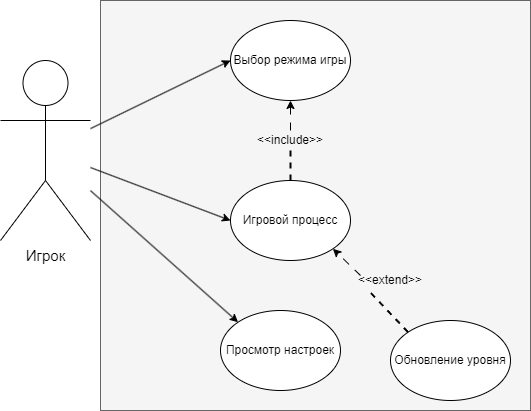 Выбор режима игры
<<include>>
Игровой процесс
Игрок
<<extend>>
Просмотр настроек
Обновление уровня